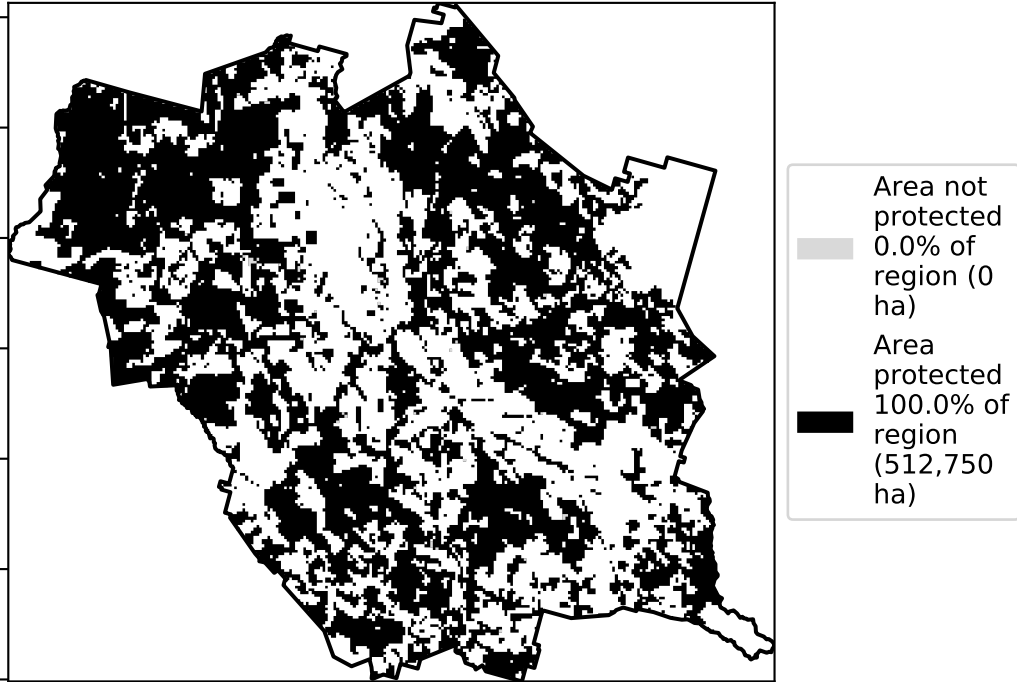 Area not
protected
0.0% of
region (0
ha)
Area
protected
100.0% of
region
(512,750
ha)